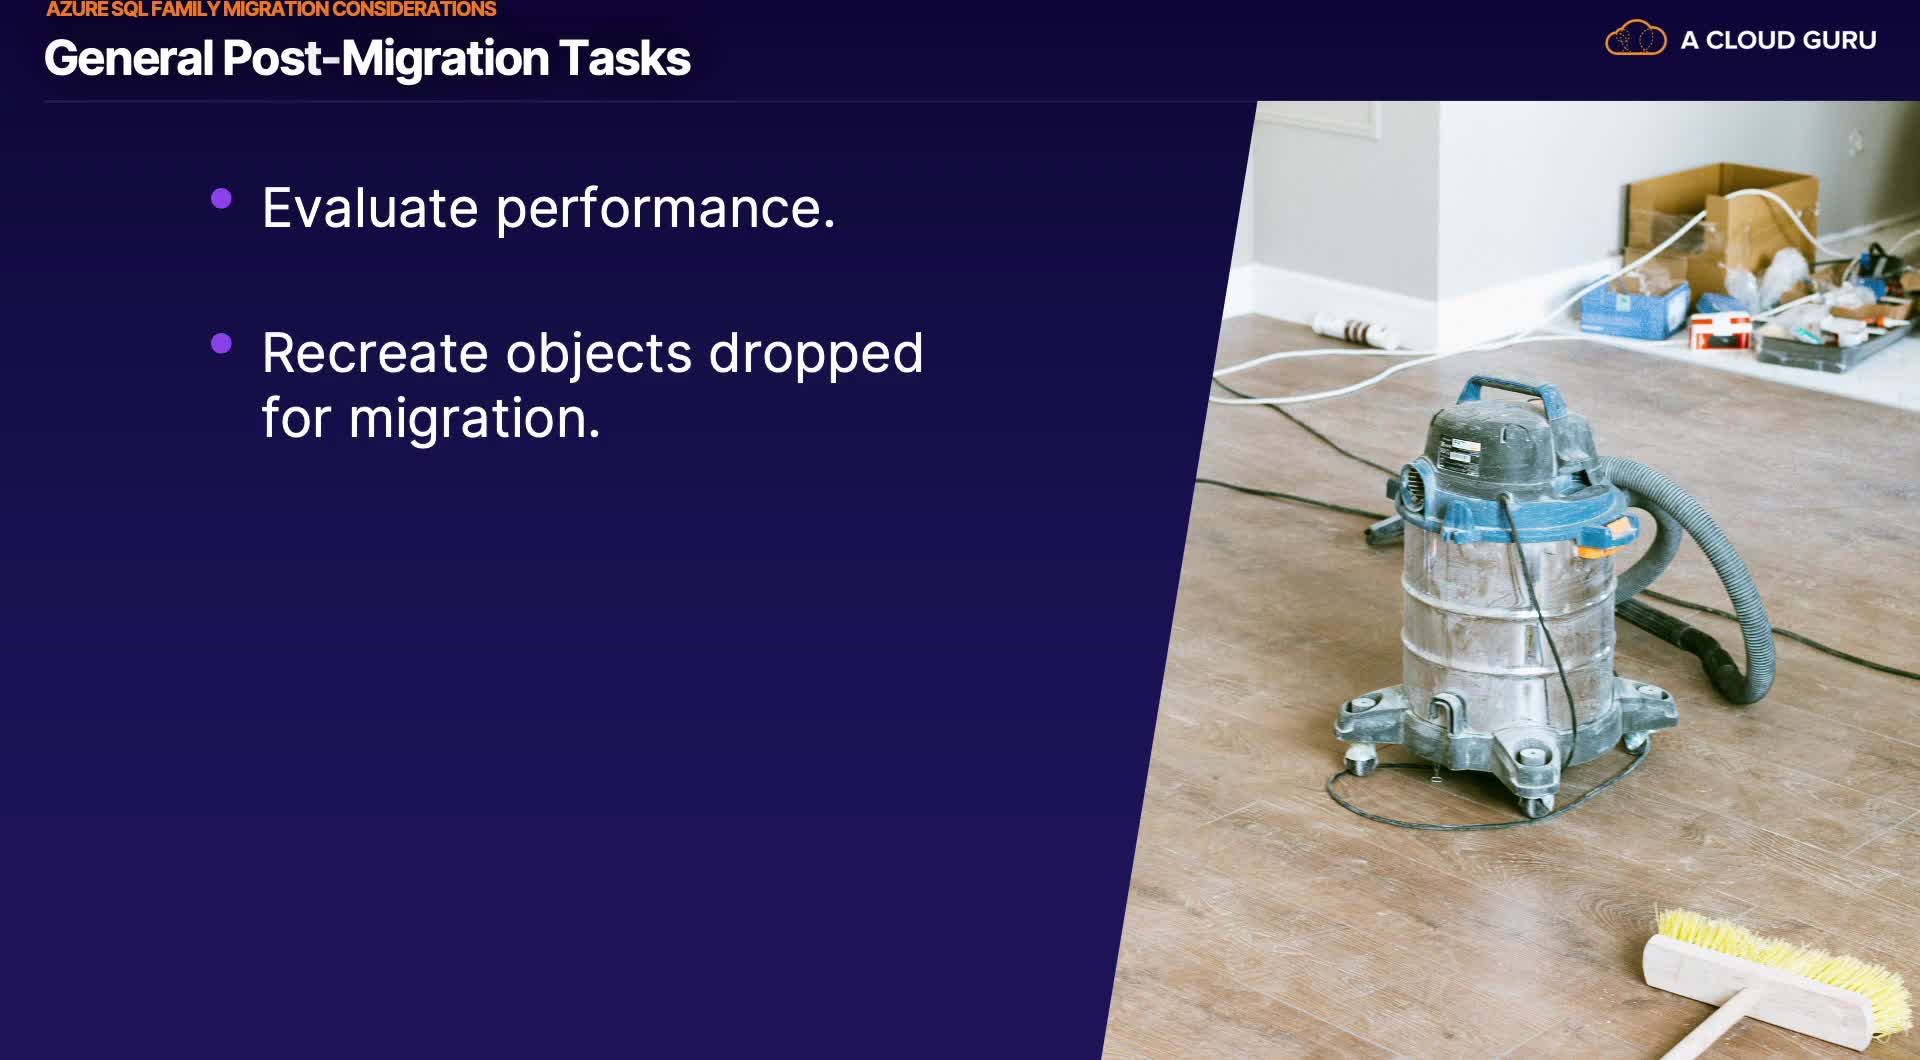 AZURE SQL FAMILY MIGRATION CONSIDERATIONS
General Post-Migration Tasks
A CLOUD GURU
Evaluate performance.
Recreate objects dropped
for migration.